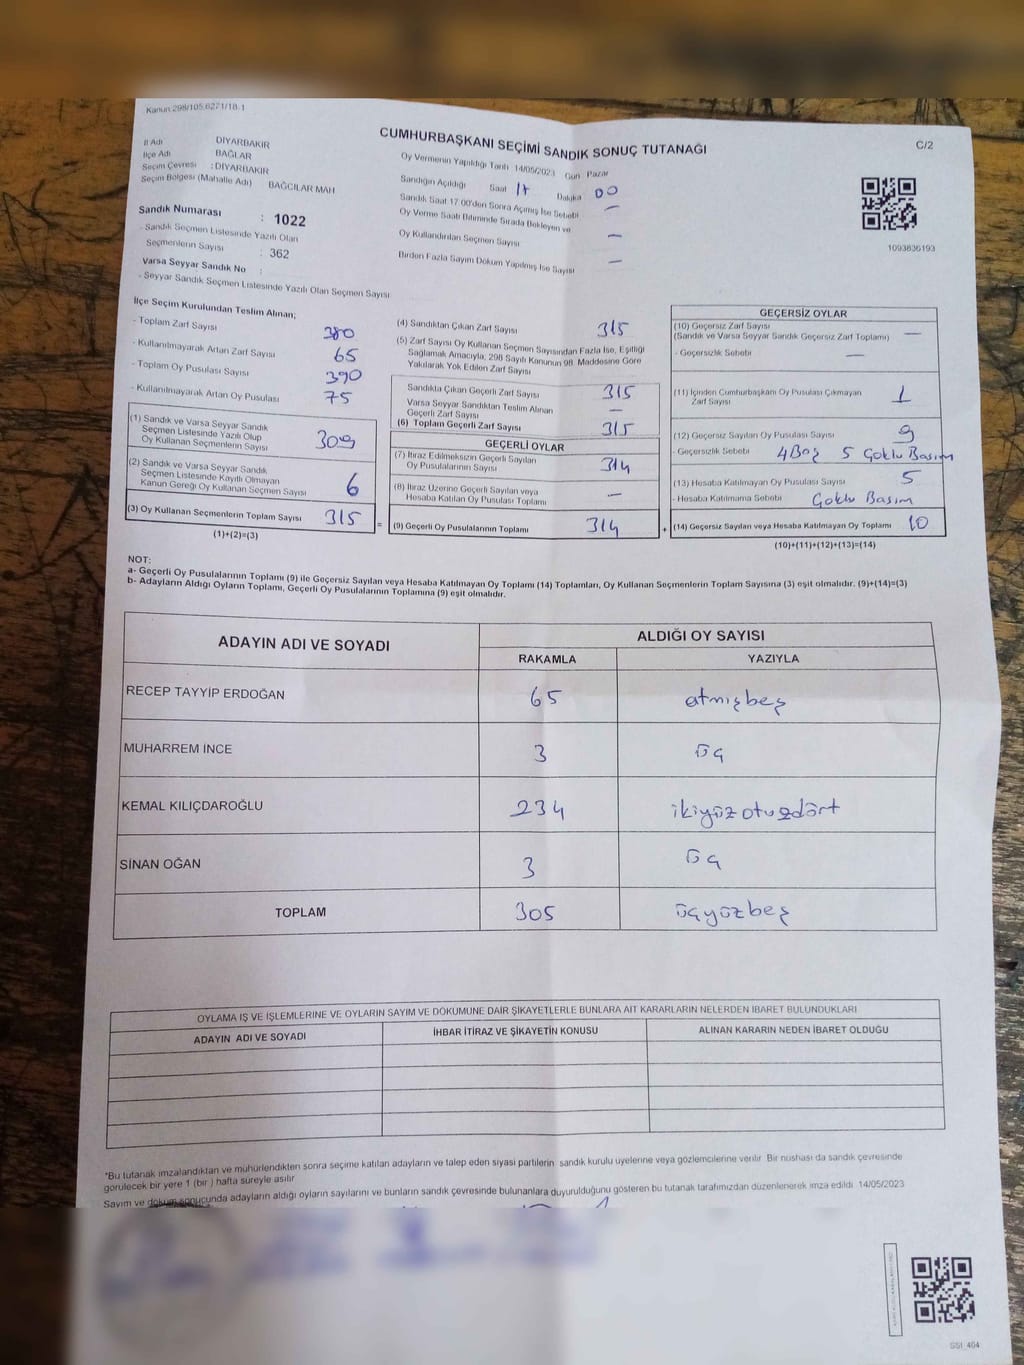 Kanun 298/105,6271/18-1
CUMHURBAŞKANI SEÇİMİ SANDIK SONUÇ TUTANAĞI
C/2
İl Adı DİYARBAKIR
İlçe Adı BAĞLAR
Seçim Çevresi : DİYARBAKIR
Seçim Bölgesi (Mahalle Adı) BAĞCILAR MAH
Sandık Numarası : 1022
- Sandık Seçmen Listesinde Yazılı Olan
Seçmenlerin Sayısı : 362
Varsa Seyyar Sandık No :
- Seyyar Sandık Seçmen Listesinde Yazılı Olan Seçmen Sayısı
Oy Vermenin Yapıldığı Tarih 14/05/2023 Gün Pazar
Sandığın Açıldığı Saat 17 Dakika 00
Sandık Saat 17:00'den Sonra Açılmış İse Sebebi —
Oy Verme Saati Bitiminde Sırada Bekleyen ve
Oy Kullandırılan Seçmen Sayısı —
Birden Fazla Sayım Döküm Yapılmış İse Sayısı —
1093836193
İlçe Seçim Kurulundan Teslim Alınan;
- Toplam Zarf Sayısı 380
- Kullanılmayarak Artan Zarf Sayısı 65
- Toplam Oy Pusulası Sayısı 390
- Kullanılmayarak Artan Oy Pusulası 75
(1) Sandık ve Varsa Seyyar Sandık
Seçmen Listesinde Yazılı Olup
Oy Kullanan Seçmenlerin Sayısı 309
(2) Sandık ve Varsa Seyyar Sandık
Seçmen Listesinde Kayıtlı Olmayan
Kanun Gereği Oy Kullanan Seçmen Sayısı 6
(3) Oy Kullanan Seçmenlerin Toplam Sayısı 315
(1)+(2)=(3)
(4) Sandıktan Çıkan Zarf Sayısı 315
(5) Zarf Sayısı Oy Kullanan Seçmen Sayısından Fazla İse, Eşitliği
Sağlamak Amacıyla, 298 Sayılı Kanunun 98. Maddesine Göre
Yakılarak Yok Edilen Zarf Sayısı
Sandıkta Çıkan Geçerli Zarf Sayısı 315
Varsa Seyyar Sandıktan Teslim Alınan
Geçerli Zarf Sayısı —
(6) Toplam Geçerli Zarf Sayısı 315
GEÇERLİ OYLAR
(7) İtiraz Edilmeksizin Geçerli Sayılan
Oy Pusulalarının Sayısı 314
(8) İtiraz Üzerine Geçerli Sayılan veya
Hesaba Katılan Oy Pusulası Toplamı —
= (9) Geçerli Oy Pusulalarının Toplamı 314
GEÇERSİZ OYLAR
(10) Geçersiz Zarf Sayısı
(Sandık ve Varsa Seyyar Sandık Geçersiz Zarf Toplamı) —
- Geçersizlik Sebebi —
(11) İçinden Cumhurbaşkanı Oy Pusulası Çıkmayan
Zarf Sayısı 1
(12) Geçersiz Sayılan Oy Pusulası Sayısı 9
- Geçersizlik Sebebi 4 Boş 5 Çoklu Basım
(13) Hesaba Katılmayan Oy Pusulası Sayısı 5
- Hesaba Katılmama Sebebi Çoklu Basım
+ (14) Geçersiz Sayılan veya Hesaba Katılmayan Oy Toplamı 10
(10)+(11)+(12)+(13)=(14)
NOT:
a- Geçerli Oy Pusulalarının Toplamı (9) ile Geçersiz Sayılan veya Hesaba Katılmayan Oy Toplamı (14) Toplamları, Oy Kullanan Seçmenlerin Toplam Sayısına (3) eşit olmalıdır. (9)+(14)=(3)
b- Adayların Aldığı Oyların Toplamı, Geçerli Oy Pusulalarının Toplamına (9) eşit olmalıdır.
ADAYIN ADI VE SOYADI ALDIĞI OY SAYISI
RAKAMLA YAZIYLA
RECEP TAYYİP ERDOĞAN 65 atmışbeş
MUHARREM İNCE 3 üç
KEMAL KILIÇDAROĞLU 234 ikiyüzotuzdört
SİNAN OĞAN 3 üç
TOPLAM 305 üçyüzbeş
OYLAMA İŞ VE İŞLEMLERİNE VE OYLARIN SAYIM VE DÖKÜMÜNE DAİR ŞİKAYETLERLE BUNLARA AİT KARARLARIN NELERDEN İBARET BULUNDUKLARI
ADAYIN ADI VE SOYADI İHBAR İTİRAZ VE ŞİKAYETİN KONUSU ALINAN KARARIN NEDEN İBARET OLDUĞU
*Bu tutanak imzalandıktan ve mühürlendikten sonra seçime katılan adayların ve talep eden siyasi partilerin sandık kurulu üyelerine veya gözlemcilerine verilir. Bir nüshası da sandık çevresinde
görülecek bir yere 1 (bir ) hafta süreyle asılır
Sayım ve döküm sonucunda adayların aldığı oyların sayılarını ve bunların sandık çevresinde bulunanlara duyurulduğunu gösteren bu tutanak tarafımızdan düzenlenerek imza edildi 14/05/2023
SSI_404